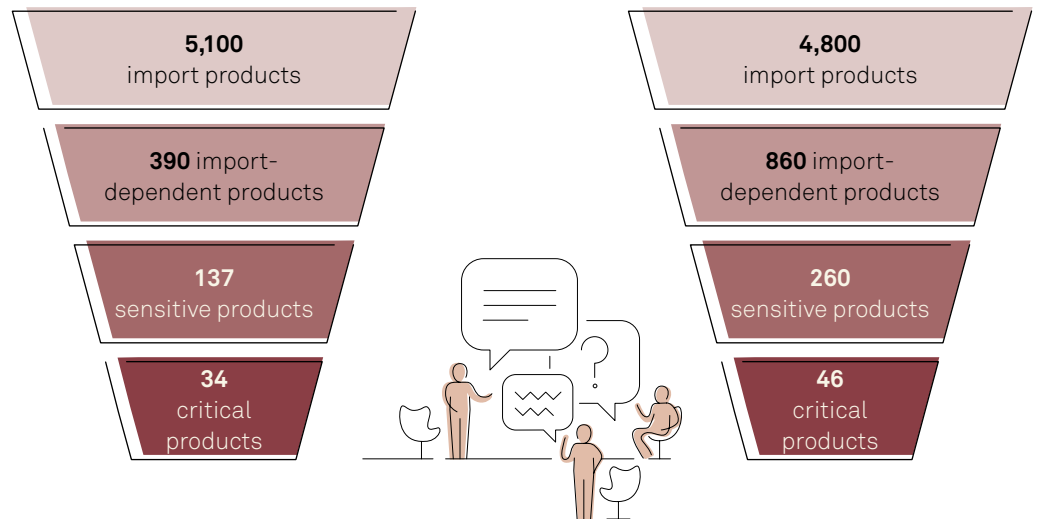 5,100
import products
390 import-
dependent products
137
sensitive products
34
critical
products
4,800
import products
860 import-
dependent products
260
sensitive products
46
critical
products
?